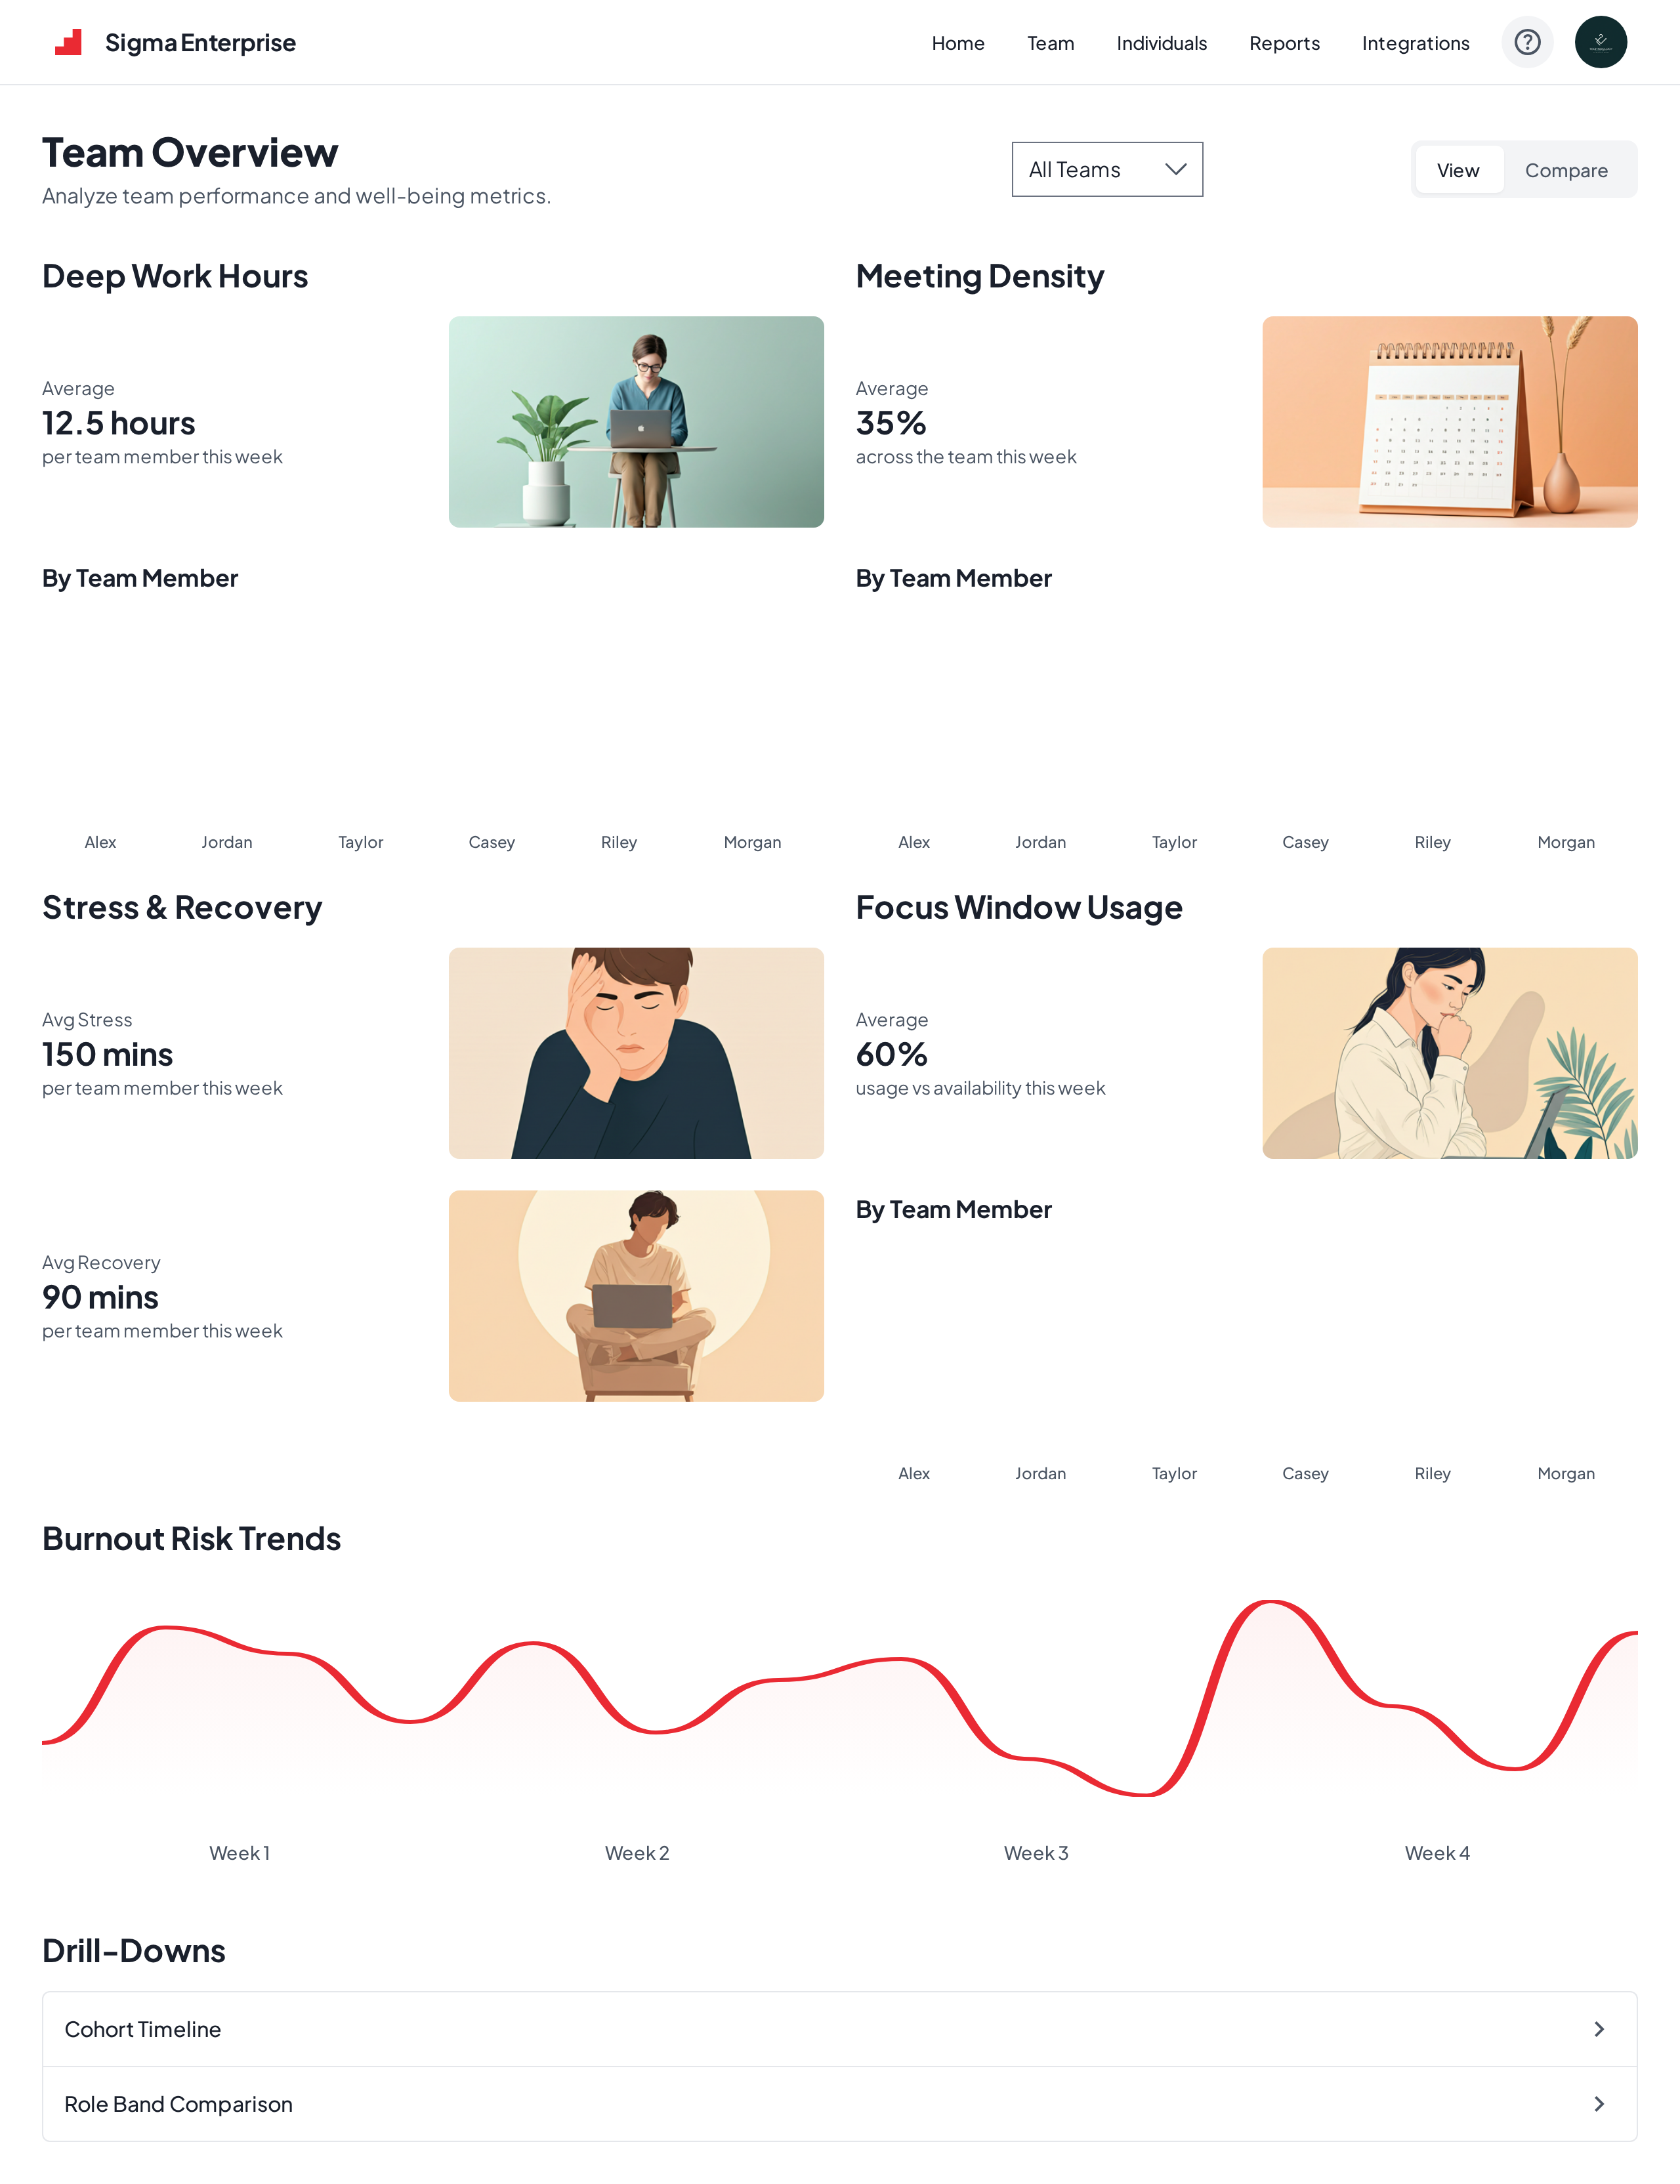 Sigma Enterprise
Home
Team
Individuals
Reports
Integrations
Team Overview
Analyze team performance and well-being metrics.
All Teams
View
Compare
Deep Work Hours
Average
12.5 hours
per team member this week
By Team Member
Alex
Jordan
Taylor
Casey
Riley
Morgan
Meeting Density
Average
35%
across the team this week
By Team Member
Alex
Jordan
Taylor
Casey
Riley
Morgan
Stress & Recovery
Avg Stress
150 mins
per team member this week
Avg Recovery
90 mins
per team member this week
Focus Window Usage
Average
60%
usage vs availability this week
By Team Member
Alex
Jordan
Taylor
Casey
Riley
Morgan
Burnout Risk Trends
Week 1
Week 2
Week 3
Week 4
Drill-Downs
Cohort Timeline
Role Band Comparison